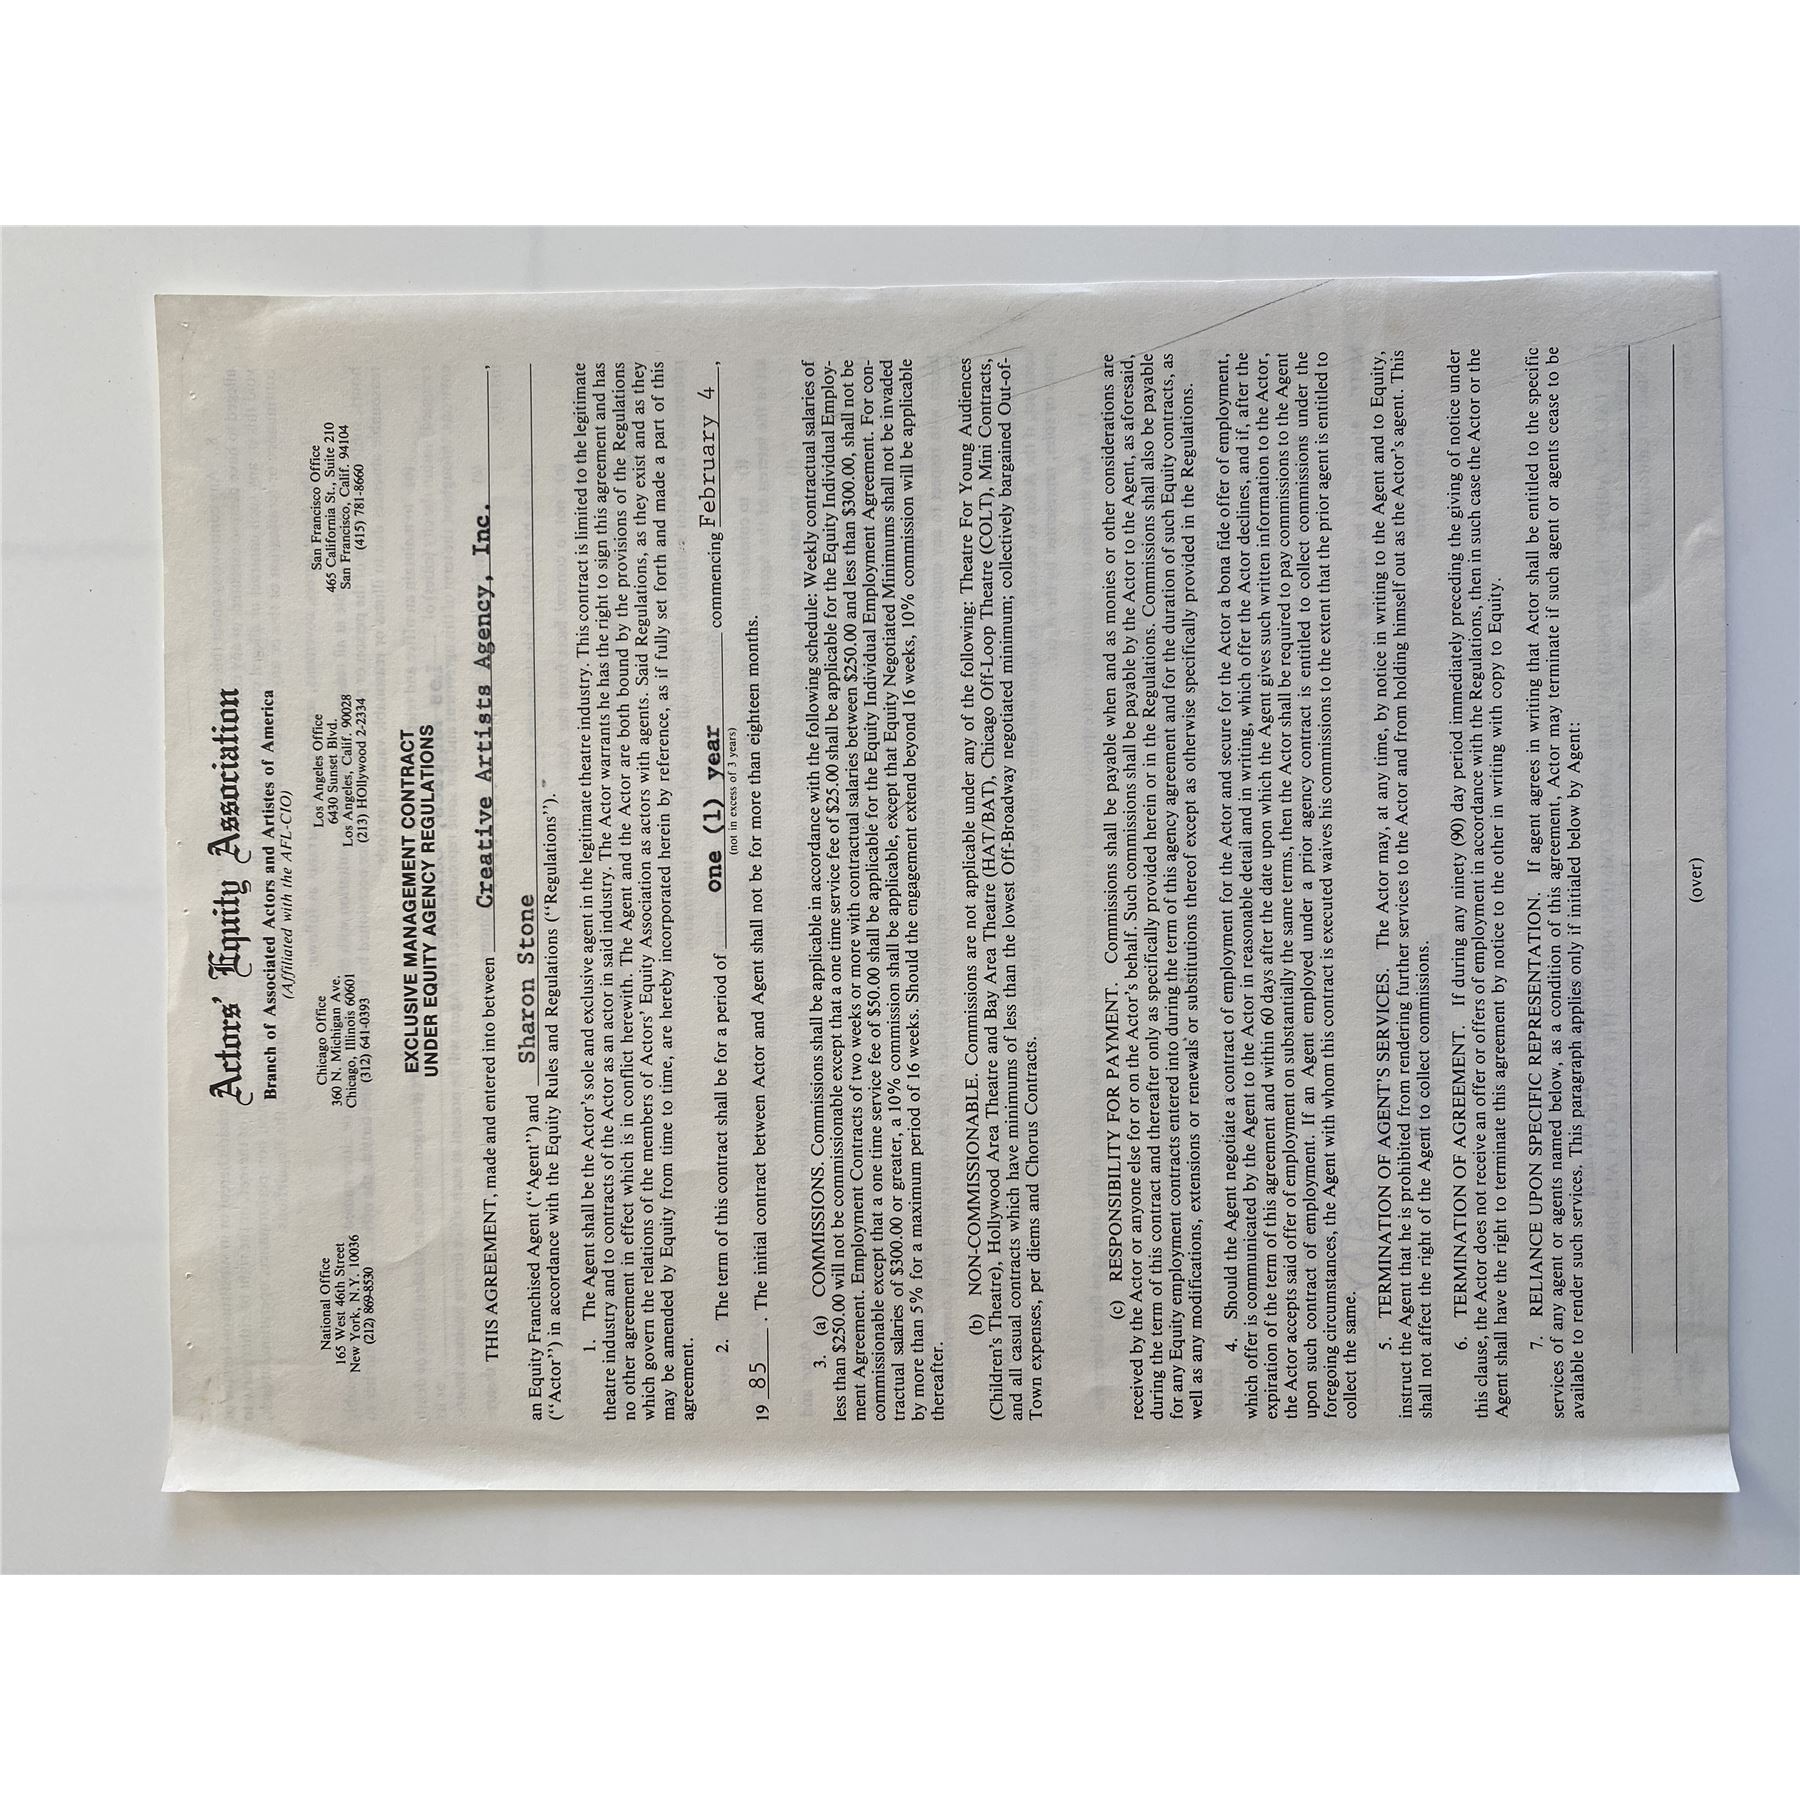 Actors' Equity Association
Branch of Associated Actors and Artistes of America
(Affiliated with the AFL-CIO)
National Office
165 West 46th Street
New York, N.Y. 10036
(212) 869-8530
Chicago Office
360 N. Michigan Ave.
Chicago, Illinois 60601
(312) 641-0393
Los Angeles Office
6430 Sunset Blvd.
Los Angeles, Calif. 90028
(213) HOllywood 2-2334
San Francisco Office
465 California St., Suite 210
San Francisco, Calif. 94104
(415) 781-8660
EXCLUSIVE MANAGEMENT CONTRACT
UNDER EQUITY AGENCY REGULATIONS
THIS AGREEMENT, made and entered into between Creative Artists Agency, Inc.,
an Equity Franchised Agent ("Agent") and Sharon Stone
("Actor") in accordance with the Equity Rules and Regulations ("Regulations").
1. The Agent shall be the Actor's sole and exclusive agent in the legitimate theatre industry. This contract is limited to the legitimate
theatre industry and to contracts of the Actor as an actor in said industry. The Actor warrants he has the right to sign this agreement and has
no other agreement in effect which is in conflict herewith. The Agent and the Actor are both bound by the provisions of the Regulations
which govern the relations of the members of Actors' Equity Association as actors with agents. Said Regulations, as they exist and as they
may be amended by Equity from time to time, are hereby incorporated herein by reference, as if fully set forth and made a part of this
agreement.
2. The term of this contract shall be for a period of one (1) year commencing February 4,
(not in excess of 3 years)
19 85. The initial contract between Actor and Agent shall not be for more than eighteen months.
3. (a) COMMISSIONS. Commissions shall be applicable in accordance with the following schedule: Weekly contractual salaries of
less than $250.00 will not be commissionable except that a one time service fee of $25.00 shall be applicable for the Equity Individual Employ-
ment Agreement. Employment Contracts of two weeks or more with contractual salaries between $250.00 and less than $300.00, shall not be
commissionable except that a one time service fee of $50.00 shall be applicable for the Equity Individual Employment Agreement. For con-
tractual salaries of $300.00 or greater, a 10% commission shall be applicable, except that Equity Negotiated Minimums shall not be invaded
by more than 5% for a maximum period of 16 weeks. Should the engagement extend beyond 16 weeks, 10% commission will be applicable
thereafter.
(b) NON-COMMISSIONABLE. Commissions are not applicable under any of the following: Theatre For Young Audiences
(Children's Theatre), Hollywood Area Theatre and Bay Area Theatre (HAT/BAT), Chicago Off-Loop Theatre (COLT), Mini Contracts,
and all casual contracts which have minimums of less than the lowest Off-Broadway negotiated minimum; collectively bargained Out-of-
Town expenses, per diems and Chorus Contracts.
(c) RESPONSIBILITY FOR PAYMENT. Commissions shall be payable when and as monies or other considerations are
received by the Actor or anyone else for or on the Actor's behalf. Such commissions shall be payable by the Actor to the Agent, as aforesaid,
during the term of this contract and thereafter only as specifically provided herein or in the Regulations. Commissions shall also be payable
for any Equity employment contracts entered into during the term of this agency agreement and for the duration of such Equity contracts, as
well as any modifications, extensions or renewals or substitutions thereof except as otherwise specifically provided in the Regulations.
4. Should the Agent negotiate a contract of employment for the Actor and secure for the Actor a bona fide offer of employment,
which offer is communicated by the Agent to the Actor in reasonable detail and in writing, which offer the Actor declines, and if, after the
expiration of the term of this agreement and within 60 days after the date upon which the Agent gives such written information to the Actor,
the Actor accepts said offer of employment on substantially the same terms, then the Actor shall be required to pay commissions to the Agent
upon such contract of employment. If an Agent employed under a prior agency contract is entitled to collect commissions under the
foregoing circumstances, the Agent with whom this contract is executed waives his commissions to the extent that the prior agent is entitled to
collect the same.
5. TERMINATION OF AGENT'S SERVICES. The Actor may, at any time, by notice in writing to the Agent and to Equity,
instruct the Agent that he is prohibited from rendering further services to the Actor and from holding himself out as the Actor's agent. This
shall not affect the right of the Agent to collect commissions.
6. TERMINATION OF AGREEMENT. If during any ninety (90) day period immediately preceding the giving of notice under
this clause, the Actor does not receive an offer or offers of employment in accordance with the Regulations, then in such case the Actor or the
Agent shall have the right to terminate this agreement by notice to the other in writing with copy to Equity.
7. RELIANCE UPON SPECIFIC REPRESENTATION. If agent agrees in writing that Actor shall be entitled to the specific
services of any agent or agents named below, as a condition of this agreement, Actor may terminate if such agent or agents cease to be
available to render such services. This paragraph applies only if initialed below by Agent:
(over)